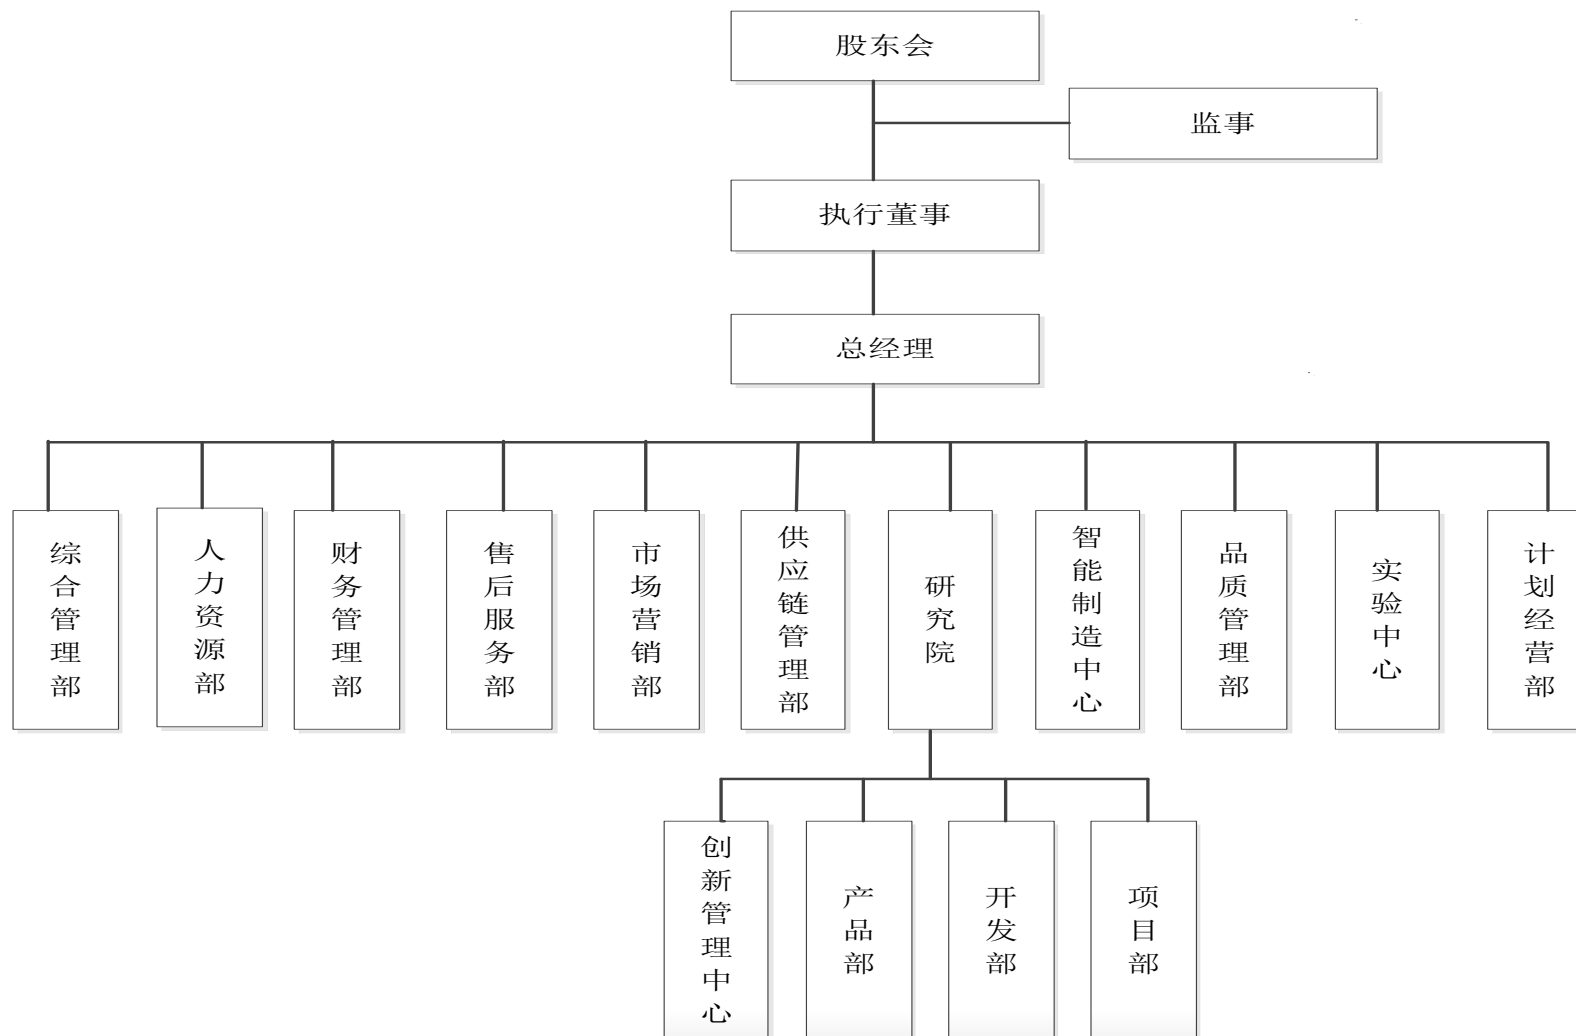 股东会
监事
执行董事
总经理
综合管理部
人力资源部
财务管理部
售后服务部
市场营销部
供应链管理部
研究院
智能制造中心
品质管理部
实验中心
计划经营部
创新管理中心
产品部
开发部
项目部